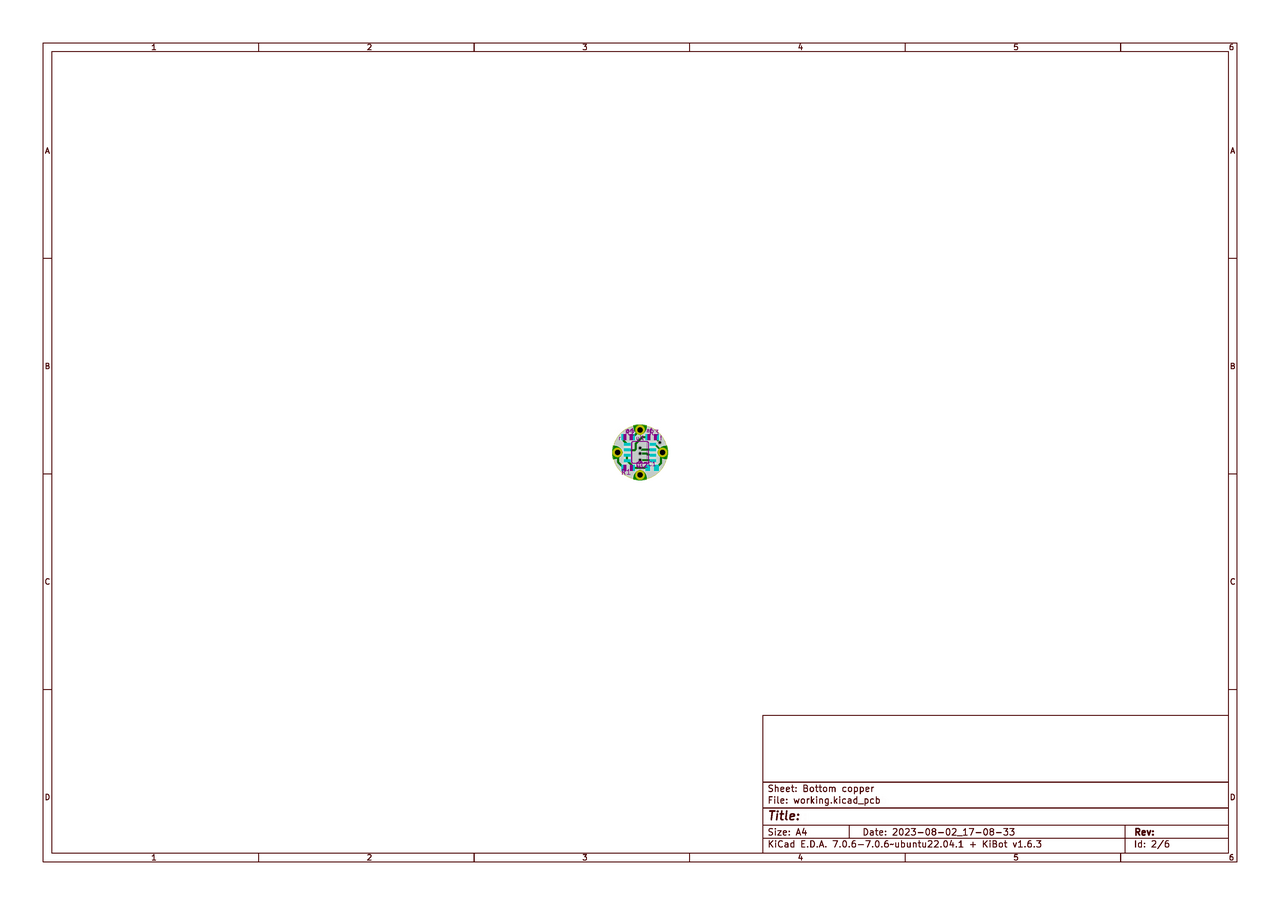 1 2 3 4 5 6
A A
B B
C C
D D
Sheet: Bottom copper
File: working.kicad_pcb
Title:
Size: A4 Date: 2023-08-02_17-08-33 Rev:
KiCad E.D.A. 7.0.6-7.0.6~ubuntu22.04.1 + KiBot v1.6.3 Id: 2/6
1 2 3 4 5 6